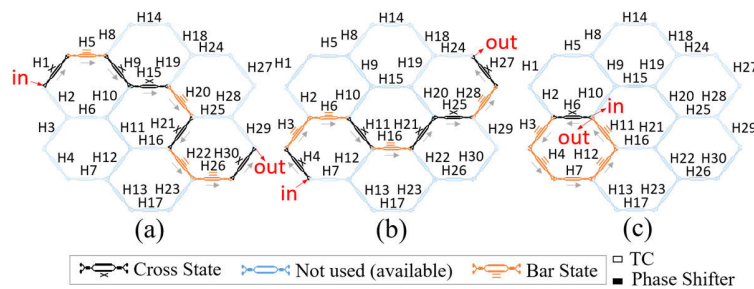 H14
H5 H8 H18
H1 H9 H19 H24
in H15 H27
H2 H10 H20
H6 H25 H28
H3 H11 H21 H29
H16
H4 H12 H22 H30 out
H7 H26
H13 H23
H17
(a)
H14
H5 H8 H18
H24 out
H1 H9 H19 H27
H15
H2 H10 H20 H28
H6 H25
H3 H11 H21 H29
H16
H4 H12 H22 H30
in H7 H26
H13 H23
H17
(b)
H14
H5 H8 H18
H24
H1 H9 H19 H27
H15
H2 H10 in H20 H28
H6 H25
H3 out H11 H21 H29
H16
H4 H12 H22 H30
H7 H26
H13 H23
H17
(c)
Cross State Not used (available) Bar State
TC
Phase Shifter